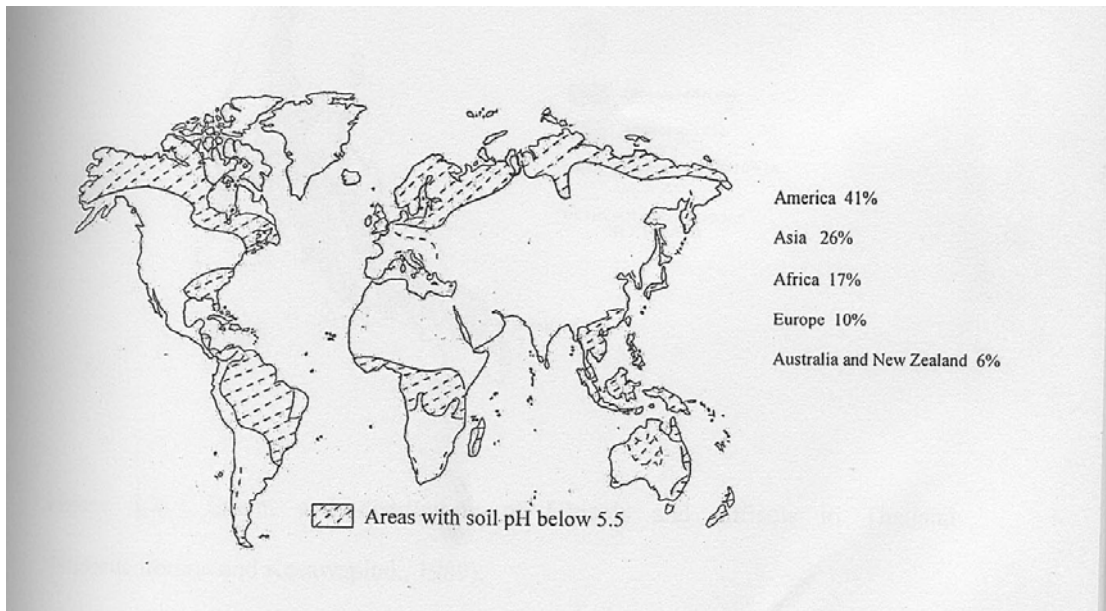 America 41%
Asia 26%
Africa 17%
Europe 10%
Australia and New Zealand 6%
Areas with soil pH below 5.5